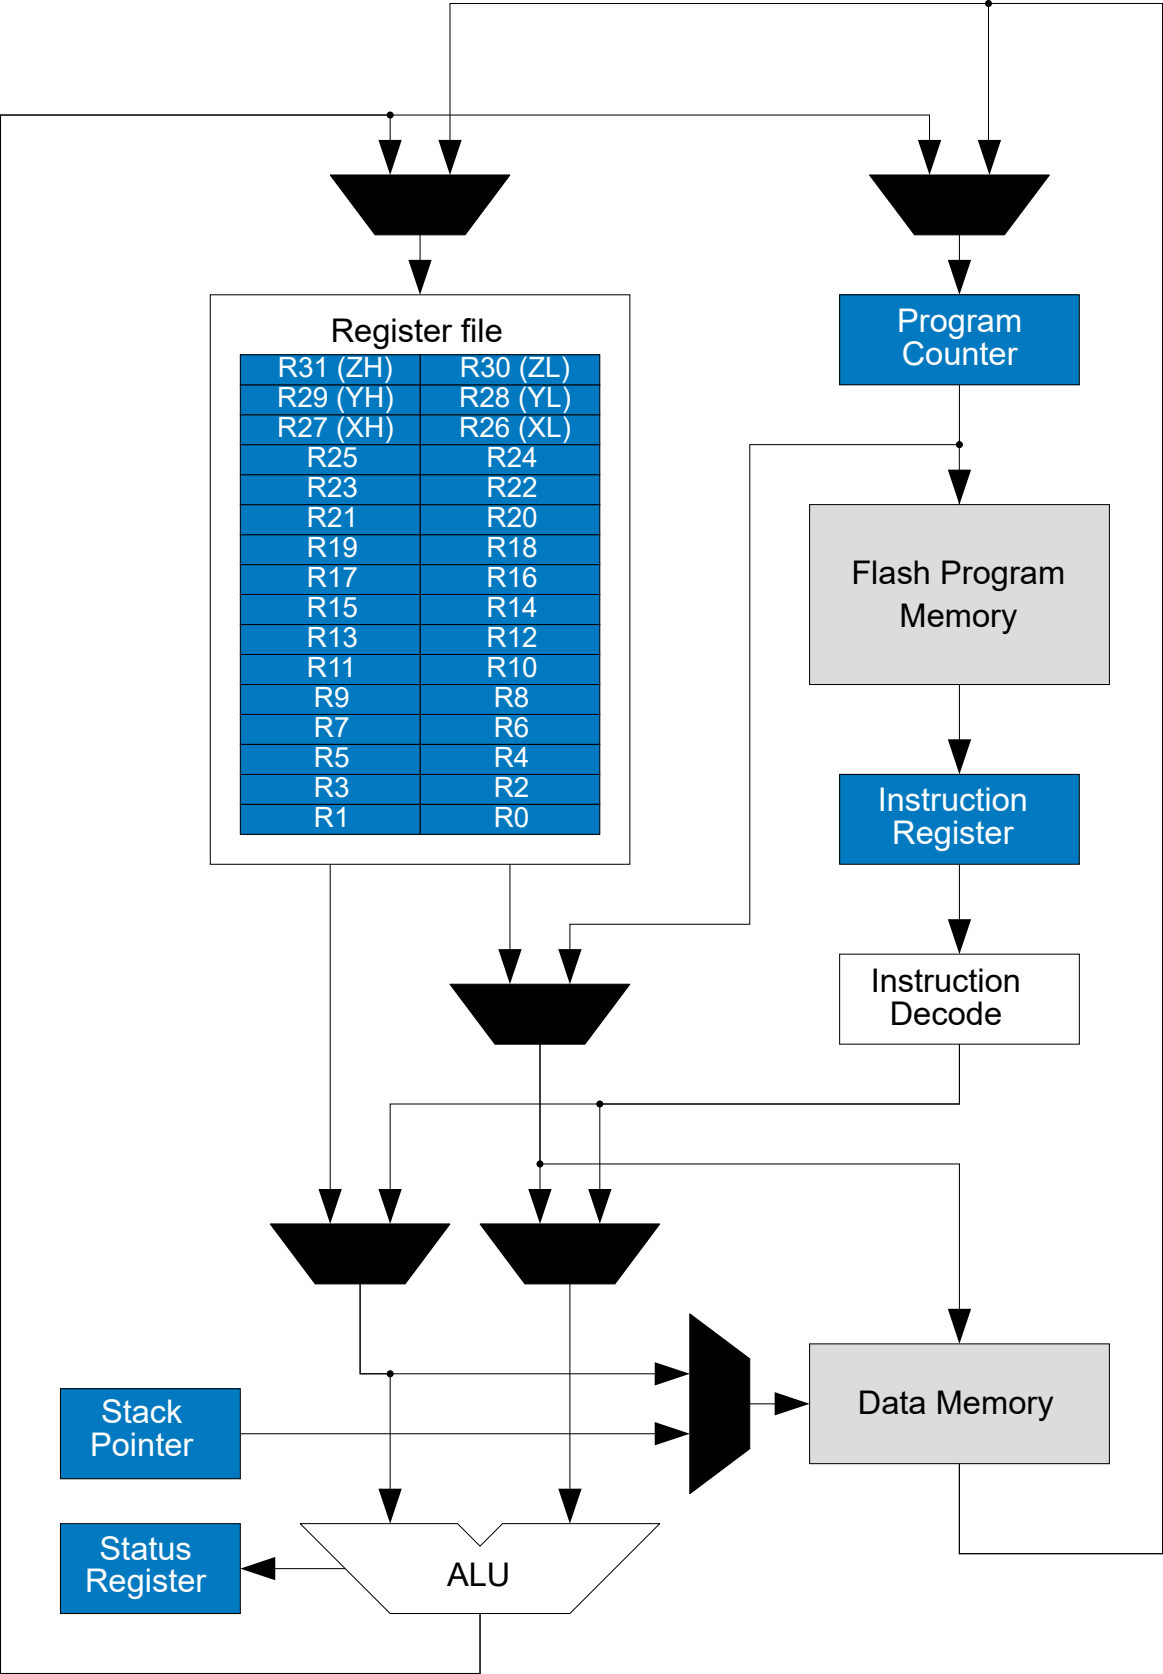 Register file
R31 (ZH) R30 (ZL)
R29 (YH) R28 (YL)
R27 (XH) R26 (XL)
R25 R24
R23 R22
R21 R20
R19 R18
R17 R16
R15 R14
R13 R12
R11 R10
R9 R8
R7 R6
R5 R4
R3 R2
R1 R0
Program
Counter
Flash Program
Memory
Instruction
Register
Instruction
Decode
Stack
Pointer
Data Memory
Status
Register
ALU